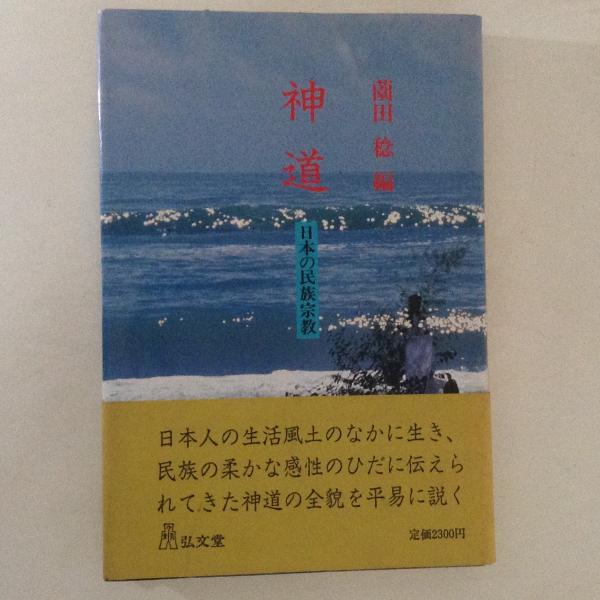 神道
薗田 稔 編
日本の民族宗教
日本人の生活風土のなかに生き、
民族の柔かな感性のひだに伝えら
れてきた神道の全貌を平易に説く
弘文堂
定価2300円